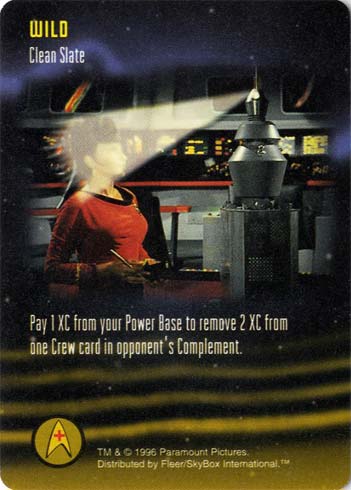 WILD
Clean Slate
Pay 1 XC from your Power Base to remove 2 XC from
one Crew card in opponent's Complement.
TM & © 1996 Paramount Pictures.
Distributed by Fleer/SkyBox International.™